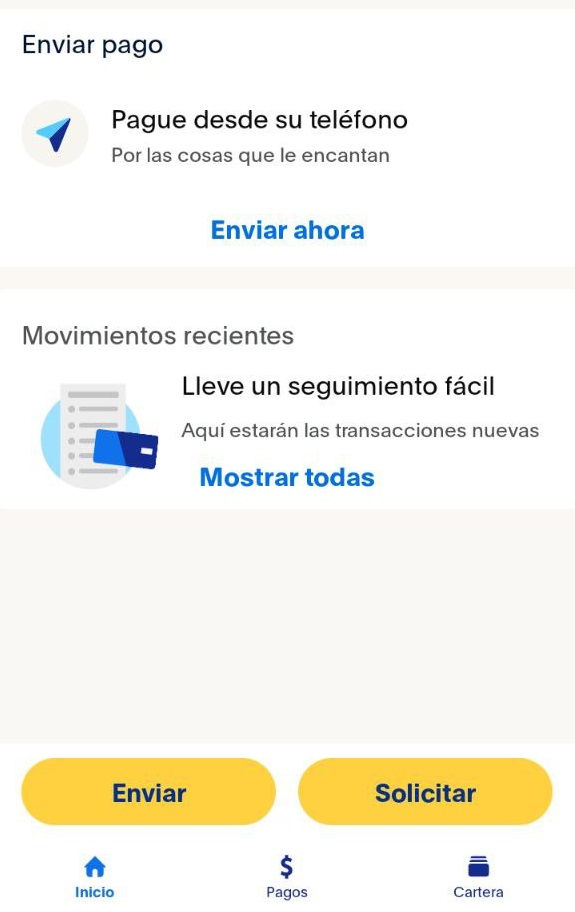 Enviar pago
Pague desde su teléfono
Por las cosas que le encantan
Enviar ahora
Movimientos recientes
Lleve un seguimiento fácil
Aquí estarán las transacciones nuevas
Mostrar todas
Enviar
Solicitar
Inicio
$
Pagos
Cartera